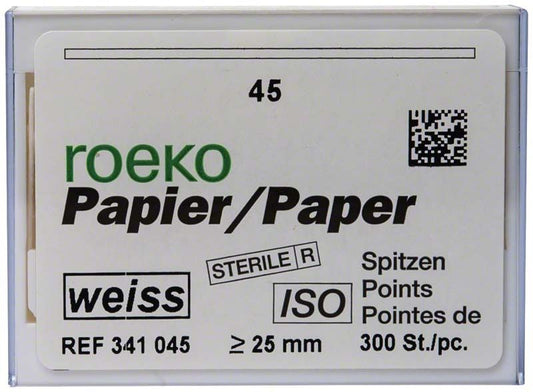 45
roeko
Papier/Paper
STERILE R
Spitzen
weiss
ISO
Points
Pointes de
REF 341 045
≥ 25 mm
300 St./pc.